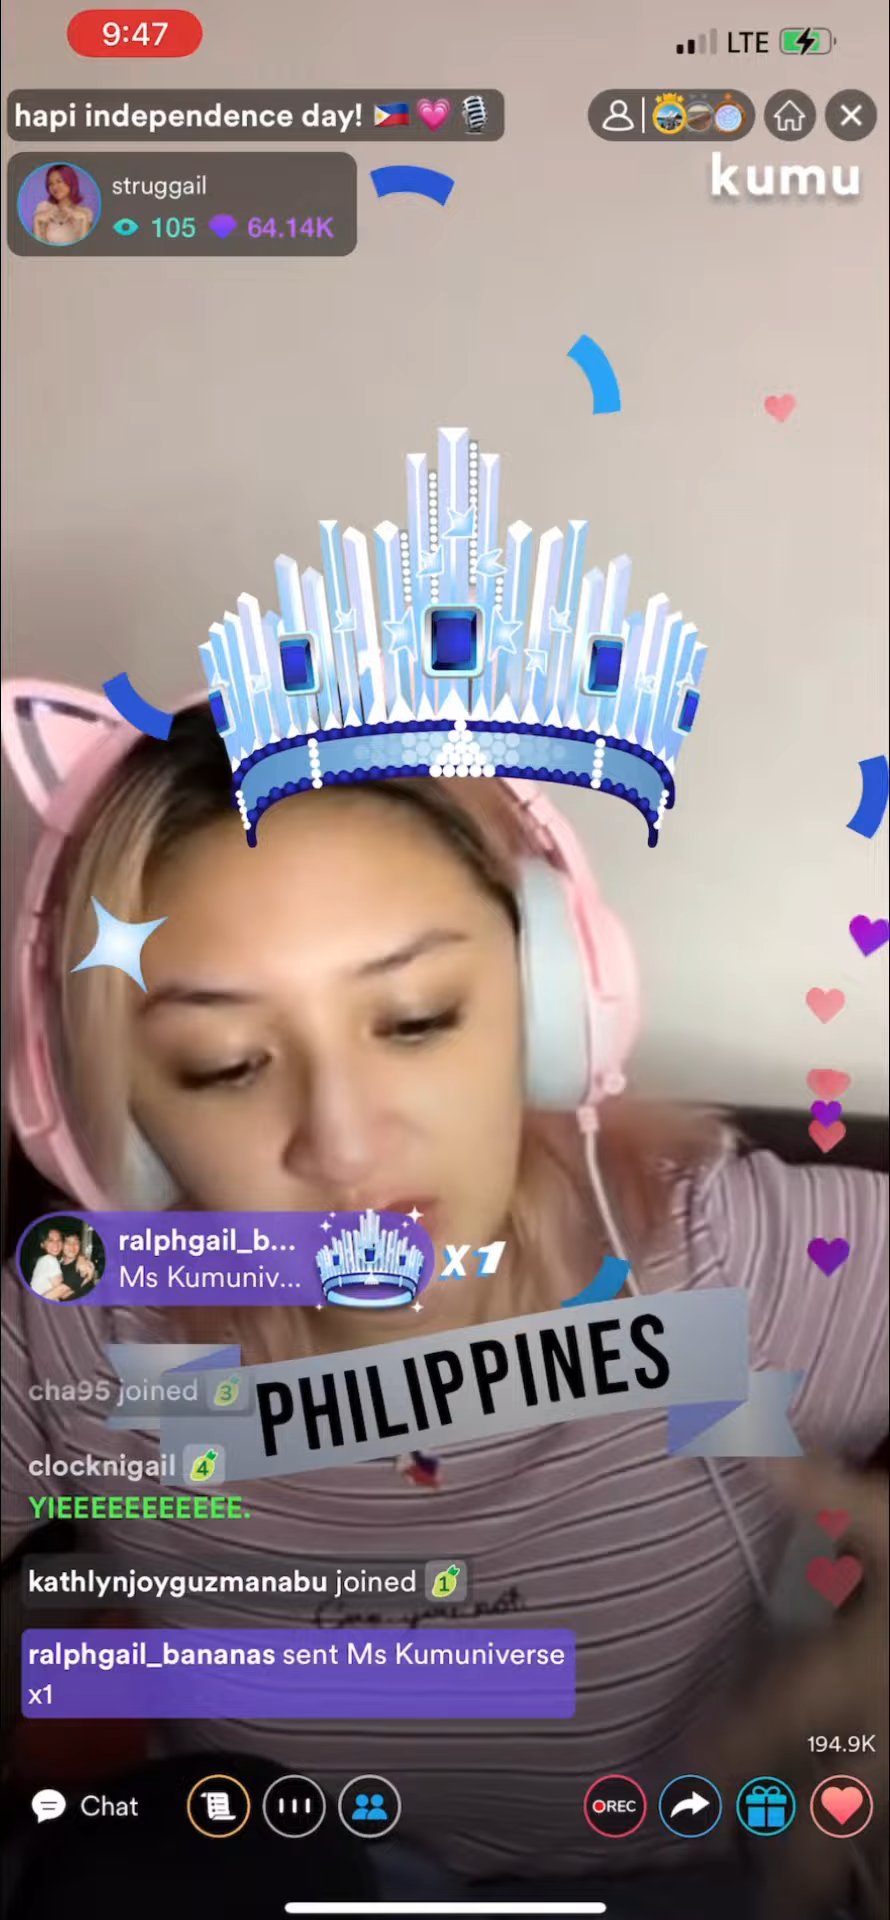 9:47
LTE
hapi independence day! 🇵🇭 💗 🎙
kumu
struggail
105 64.14K
ralphgail_b...
Ms Kumuniv...
x1
PHILIPPINES
cha95 joined 3
clocknigail 4
YIEEEEEEEEEEE.
kathlynjoyguzmanabu joined 1
ralphgail_bananas sent Ms Kumuniverse
x1
194.9K
Chat
REC